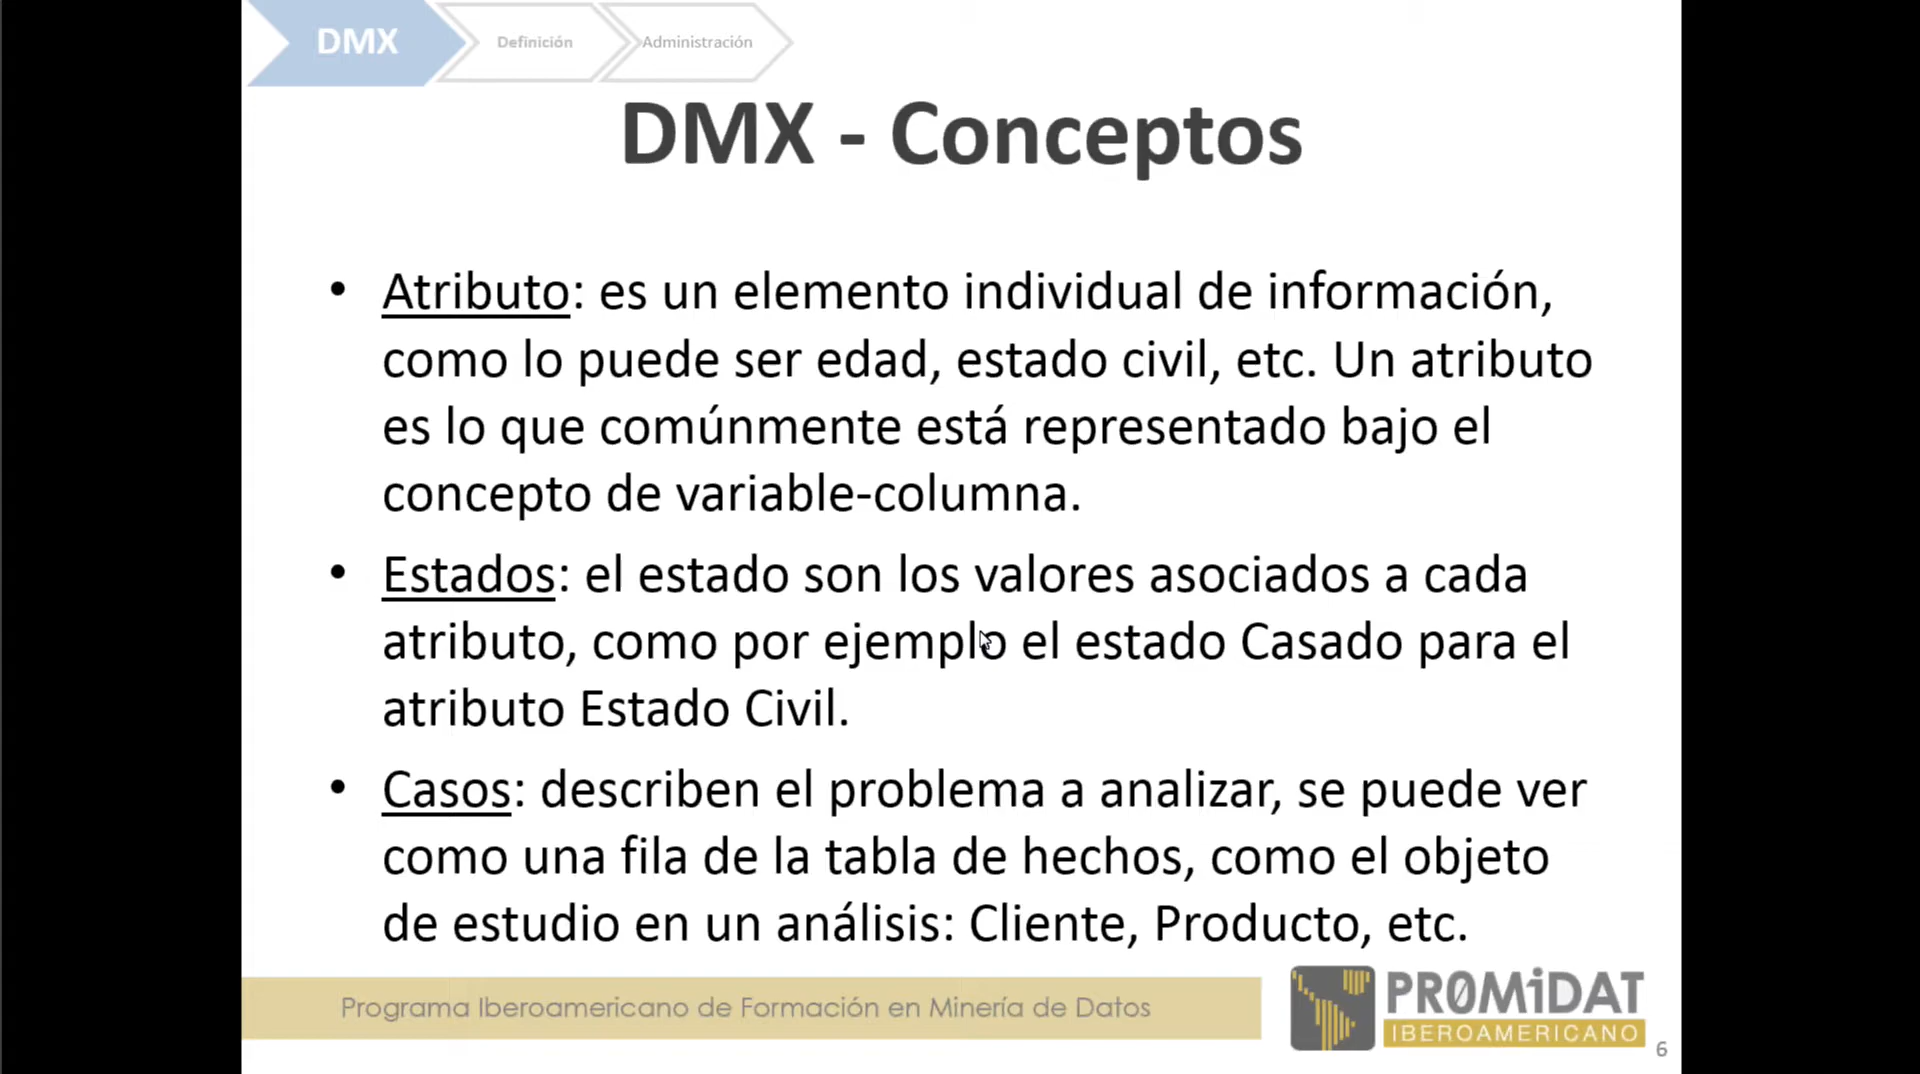 DMX
Definición
Administración
DMX - Conceptos
• Atributo: es un elemento individual de información,
como lo puede ser edad, estado civil, etc. Un atributo
es lo que comúnmente está representado bajo el
concepto de variable-columna.
• Estados: el estado son los valores asociados a cada
atributo, como por ejemplo el estado Casado para el
atributo Estado Civil.
• Casos: describen el problema a analizar, se puede ver
como una fila de la tabla de hechos, como el objeto
de estudio en un análisis: Cliente, Producto, etc.
Programa Iberoamericano de Formación en Minería de Datos
PR0MiDAT
IBEROAMERICANO
6